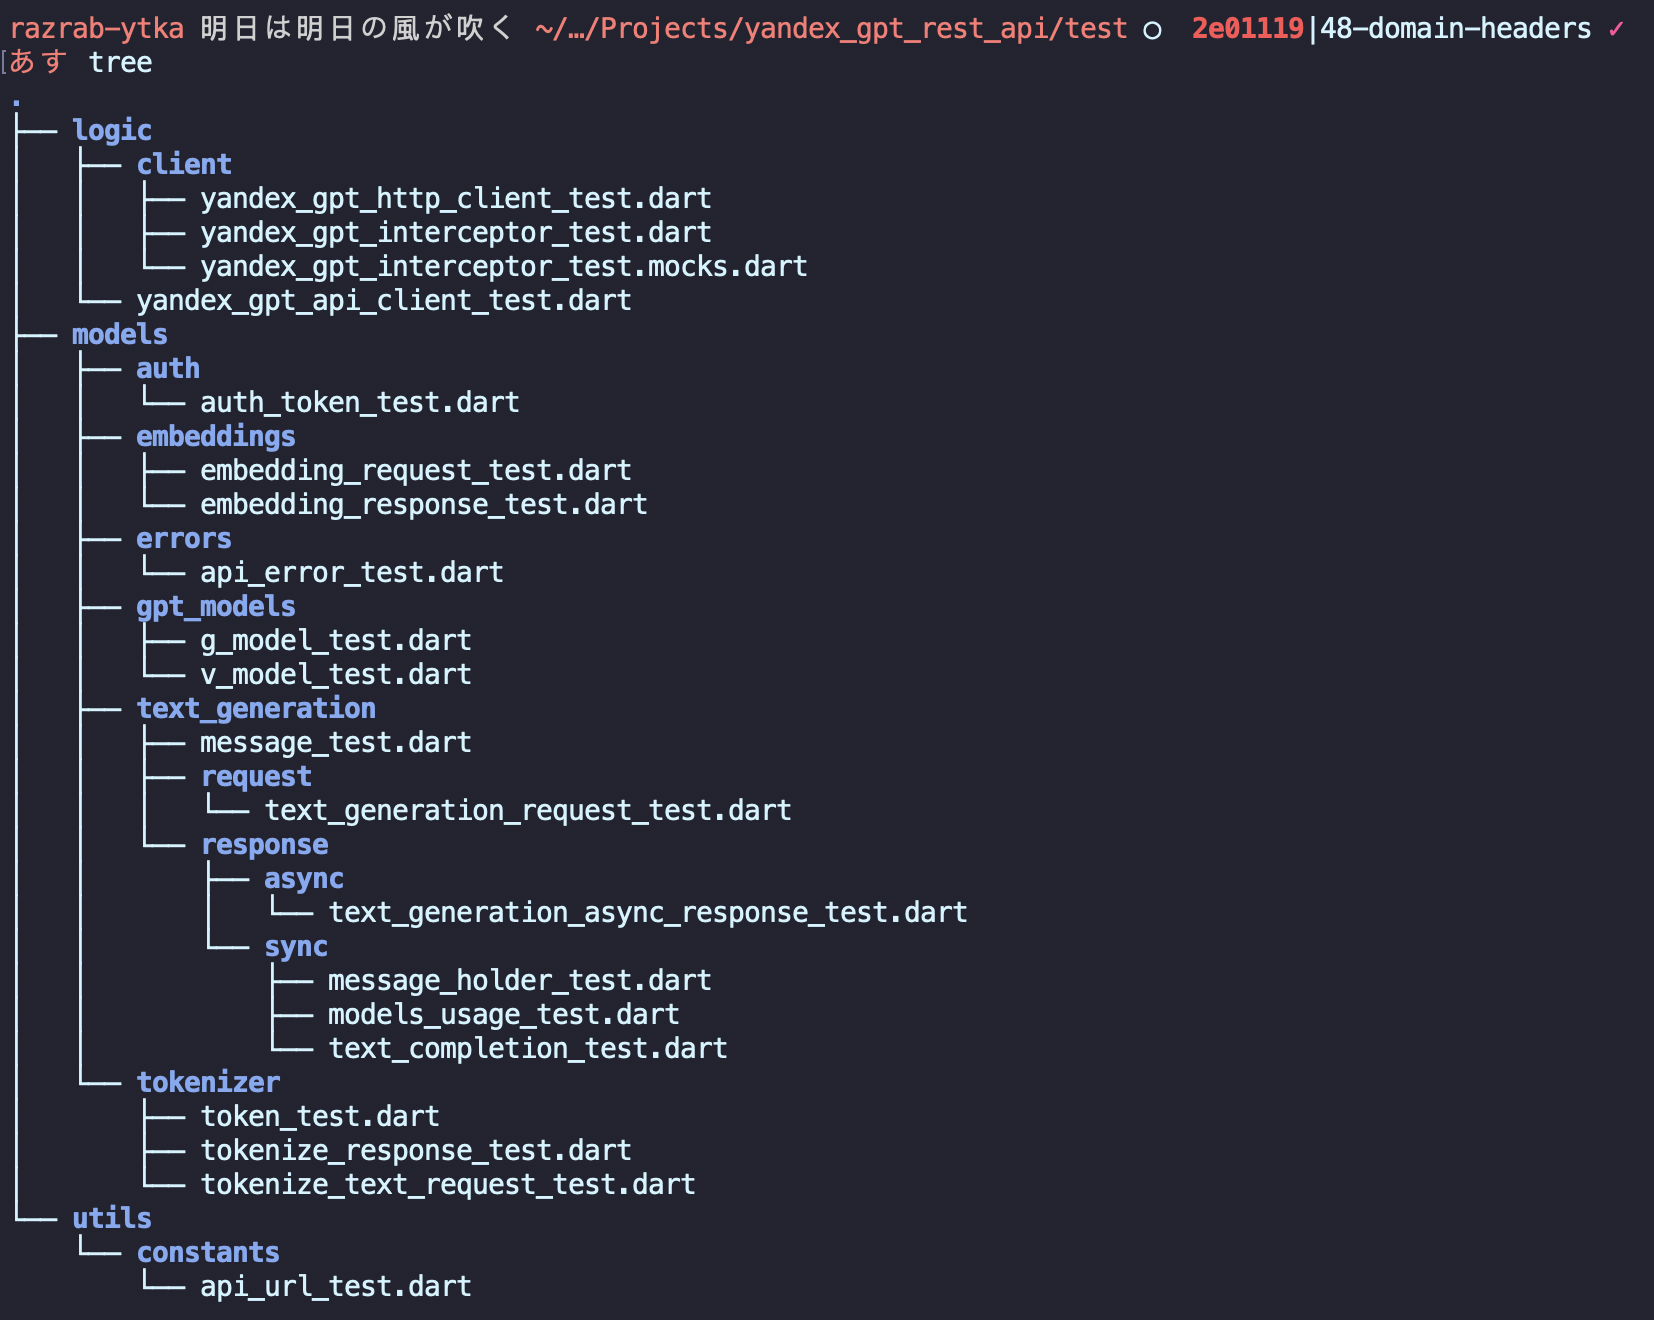 razrab-ytka 明日は明日の風が吹く ~/…/Projects/yandex_gpt_rest_api/test ○  2e01119|48-domain-headers ✓
[あす tree
.
├── logic
│   ├── client
│   │   ├── yandex_gpt_http_client_test.dart
│   │   ├── yandex_gpt_interceptor_test.dart
│   │   └── yandex_gpt_interceptor_test.mocks.dart
│   └── yandex_gpt_api_client_test.dart
├── models
│   ├── auth
│   │   └── auth_token_test.dart
│   ├── embeddings
│   │   ├── embedding_request_test.dart
│   │   └── embedding_response_test.dart
│   ├── errors
│   │   └── api_error_test.dart
│   ├── gpt_models
│   │   ├── g_model_test.dart
│   │   └── v_model_test.dart
│   ├── text_generation
│   │   ├── message_test.dart
│   │   ├── request
│   │   │   └── text_generation_request_test.dart
│   │   └── response
│   │       ├── async
│   │       │   └── text_generation_async_response_test.dart
│   │       └── sync
│   │           ├── message_holder_test.dart
│   │           ├── models_usage_test.dart
│   │           └── text_completion_test.dart
│   └── tokenizer
│       ├── token_test.dart
│       ├── tokenize_response_test.dart
│       └── tokenize_text_request_test.dart
└── utils
    └── constants
        └── api_url_test.dart